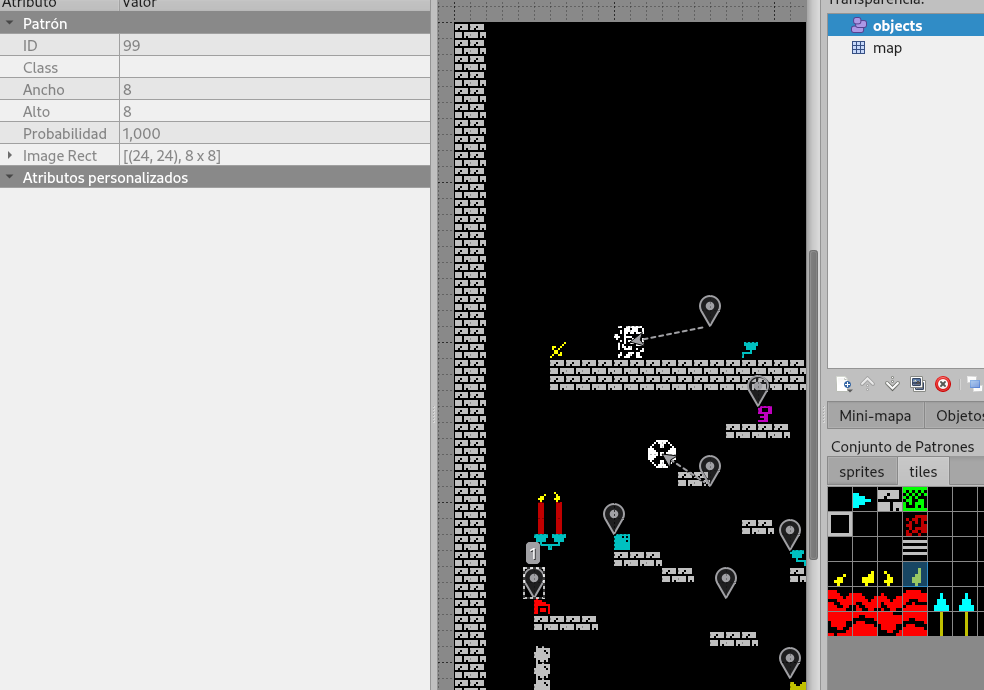 Atributo Valor
Patrón
ID 99
Class
Ancho 8
Alto 8
Probabilidad 1,000
Image Rect [(24, 24), 8 x 8]
Atributos personalizados
1
Transparencia:
objects
map
Mini-mapa Objetos
Conjunto de Patrones
sprites tiles